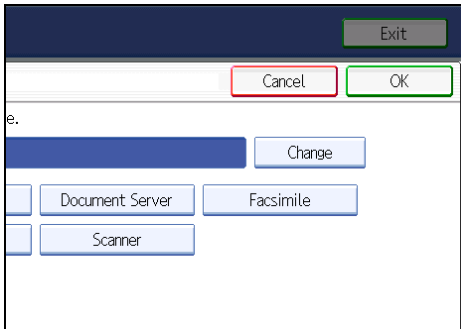 Exit
Cancel OK
e.
Change
Document Server Facsimile
Scanner